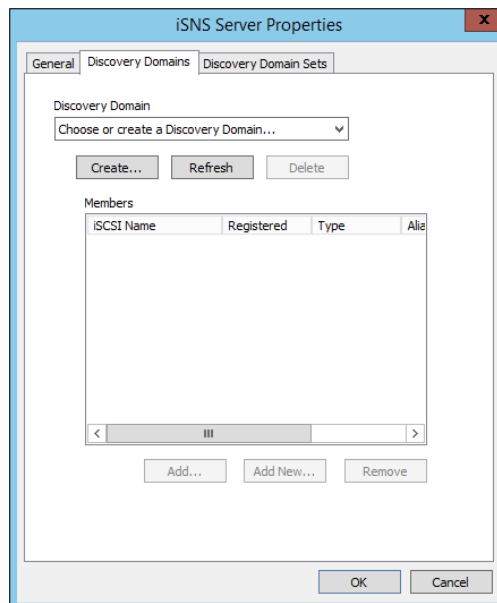 iSNS Server Properties
x
General Discovery Domains Discovery Domain Sets
Discovery Domain
Choose or create a Discovery Domain...
Create... Refresh Delete
Members
iSCSI Name Registered Type Alia
Add... Add New... Remove
OK Cancel